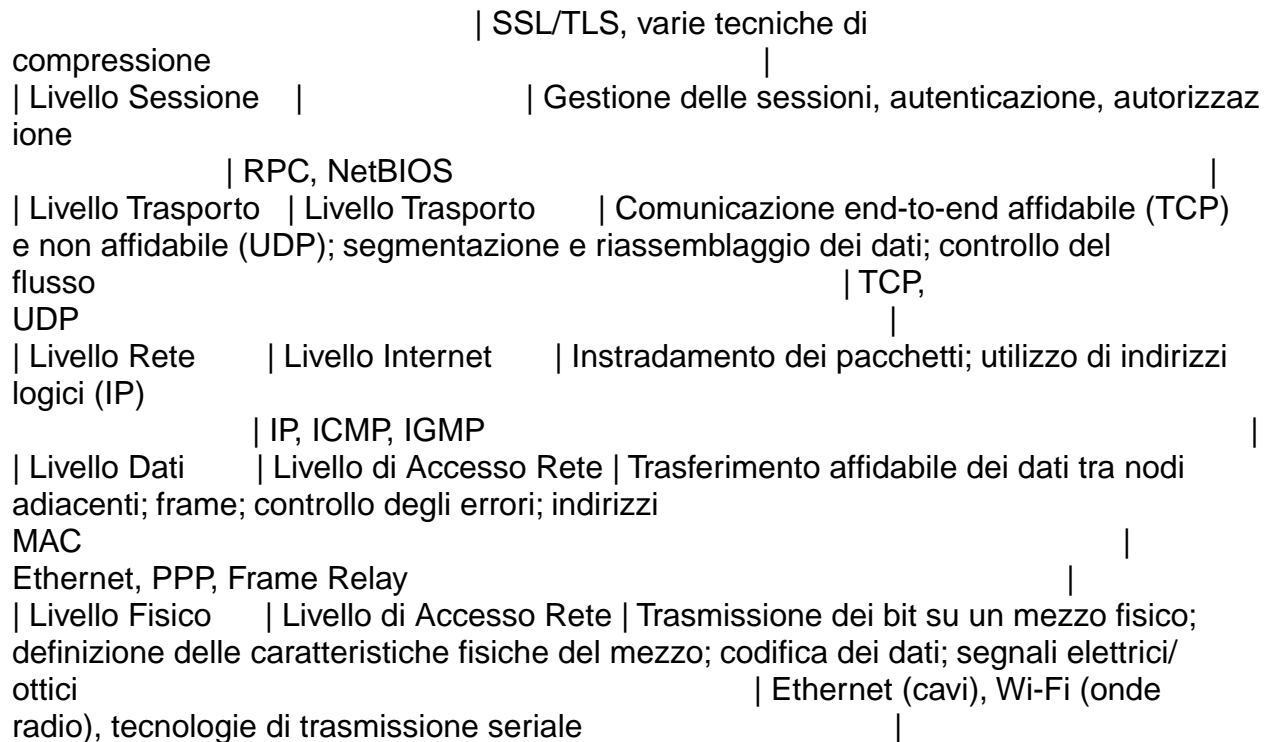 | SSL/TLS, varie tecniche di
compressione |
| Livello Sessione | | Gestione delle sessioni, autenticazione, autorizzaz
ione
| RPC, NetBIOS |
| Livello Trasporto | Livello Trasporto | Comunicazione end-to-end affidabile (TCP)
e non affidabile (UDP); segmentazione e riassemblaggio dei dati; controllo del
flusso | TCP,
UDP |
| Livello Rete | Livello Internet | Instradamento dei pacchetti; utilizzo di indirizzi
logici (IP)
| IP, ICMP, IGMP |
| Livello Dati | Livello di Accesso Rete | Trasferimento affidabile dei dati tra nodi
adiacenti; frame; controllo degli errori; indirizzi
MAC |
Ethernet, PPP, Frame Relay |
| Livello Fisico | Livello di Accesso Rete | Trasmissione dei bit su un mezzo fisico;
definizione delle caratteristiche fisiche del mezzo; codifica dei dati; segnali elettrici/
ottici | Ethernet (cavi), Wi-Fi (onde
radio), tecnologie di trasmissione seriale |